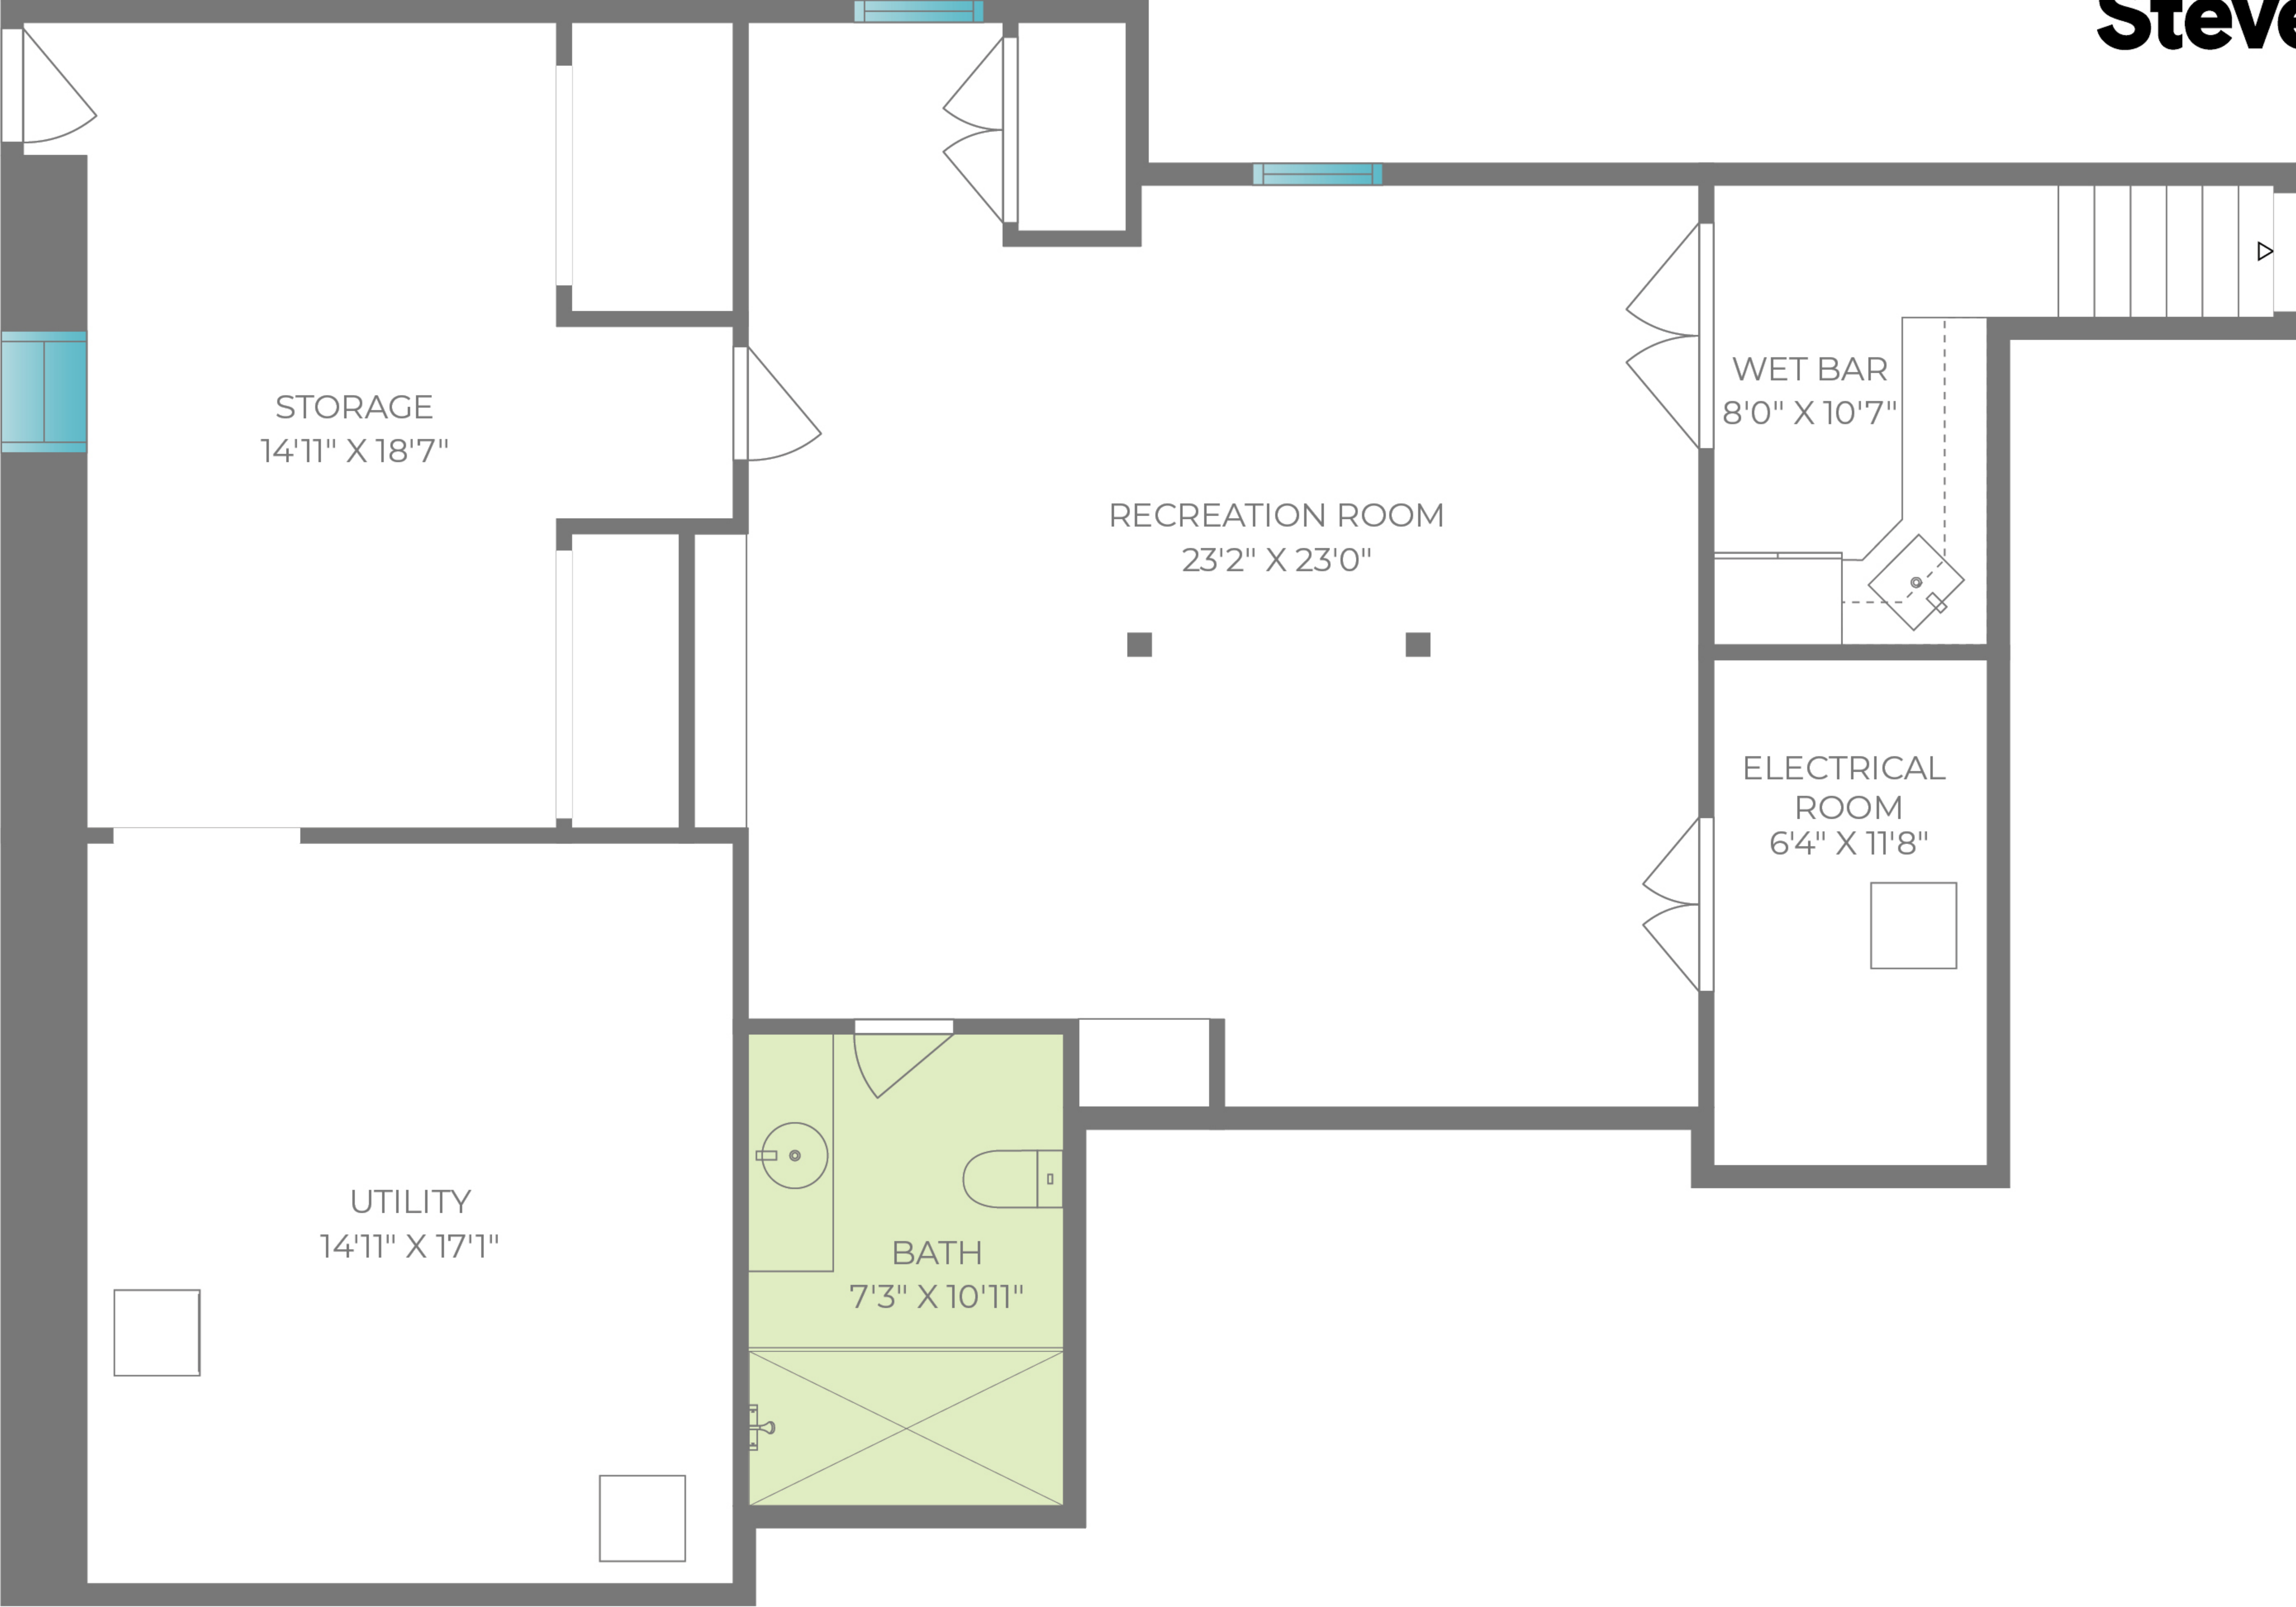 Steve
STORAGE
14'11" X 18'7"
WET BAR
8'0" X 10'7"
RECREATION ROOM
23'2" X 23'0"
ELECTRICAL
ROOM
6'4" X 11'8"
UTILITY
14'11" X 17'1"
BATH
7'3" X 10'11"